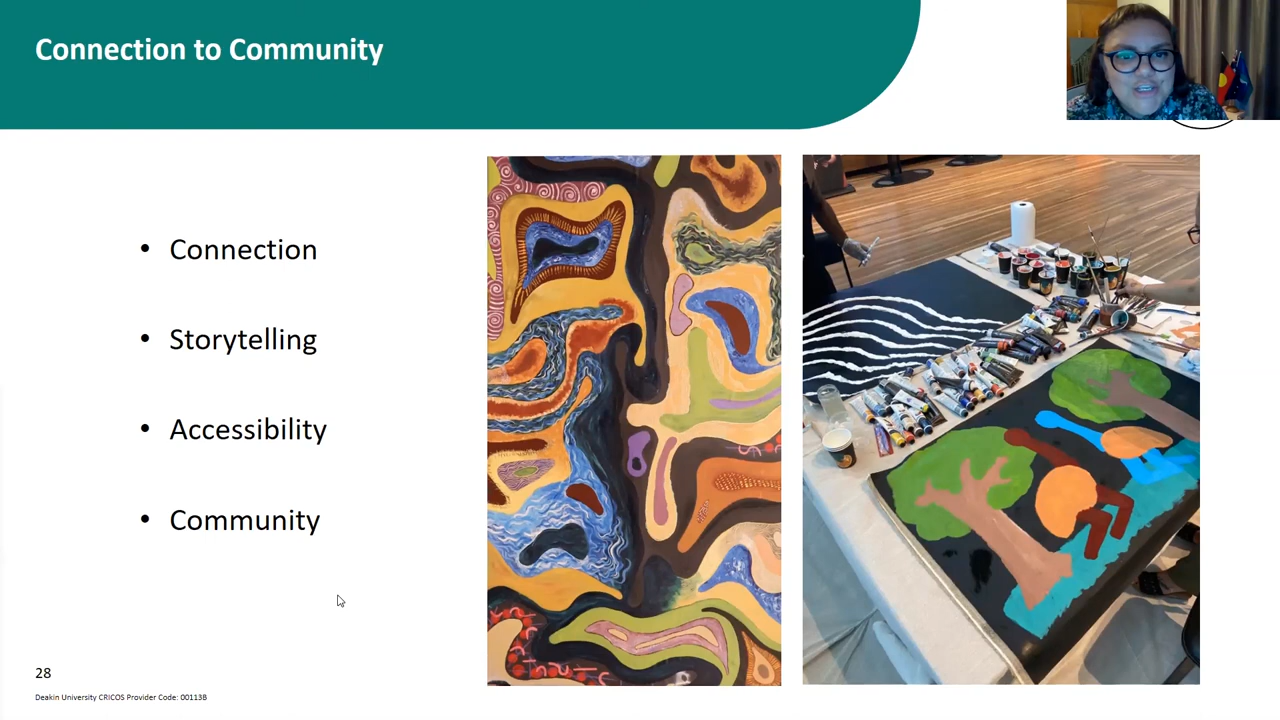 Connection to Community
• Connection
• Storytelling
• Accessibility
• Community
28
Deakin University CRICOS Provider Code: 00113B